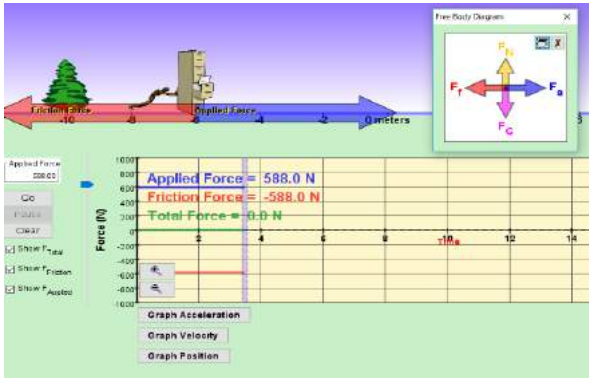 Free Body Diagram
F_N
F_f
F_a
F_G
Friction Force
Applied Force
-10
-8
-6
-4
-2
0 meters
Applied Force
588.00
Go
Pause
Clear
Show F_Total
Show F_Friction
Show F_Applied
Force (N)
1000
800
600
400
200
0
-200
-400
-600
-800
-1000
Applied Force = 588.0 N
Friction Force = -588.0 N
Total Force = 0.0 N
2
4
6
8
10
12
14
Time
Graph Acceleration
Graph Velocity
Graph Position